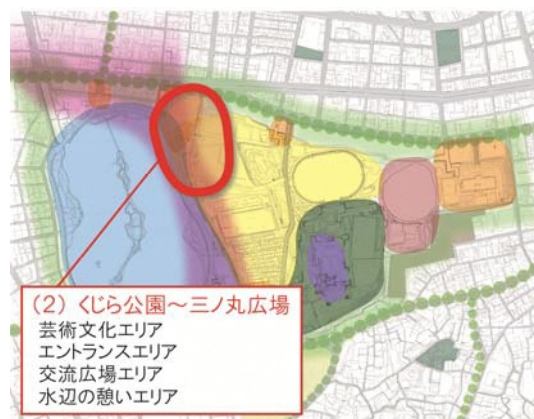 (2) くじら公園～三ノ丸広場
芸術文化エリア
エントランスエリア
交流広場エリア
水辺の憩いエリア